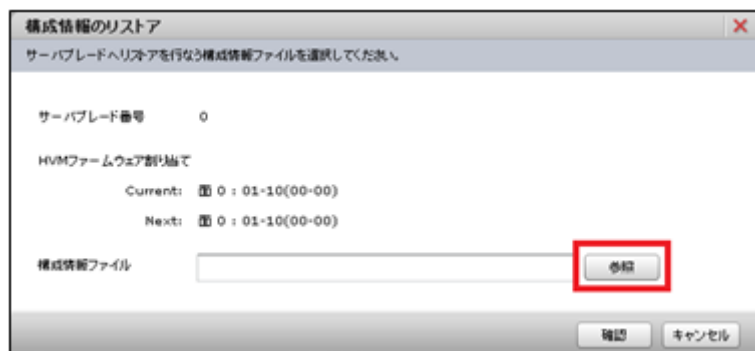 構成情報のリストア
サーバブレードへリストアを行なう構成情報ファイルを選択してください。
サーバブレード番号 0
HVMファームウェア割り当て
Current: 面 0 : 01-10(00-00)
Next: 面 0 : 01-10(00-00)
構成情報ファイル 参照
確認 キャンセル